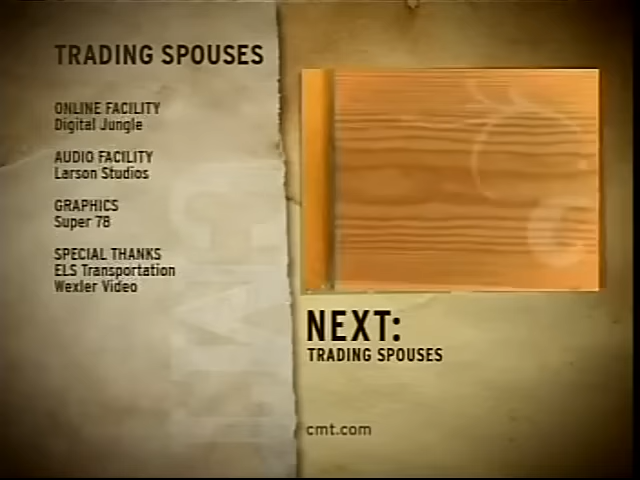 TRADING SPOUSES
ONLINE FACILITY
Digital Jungle
AUDIO FACILITY
Larson Studios
GRAPHICS
Super 78
SPECIAL THANKS
ELS Transportation
Wexler Video
CMT
NEXT:
TRADING SPOUSES
cmt.com